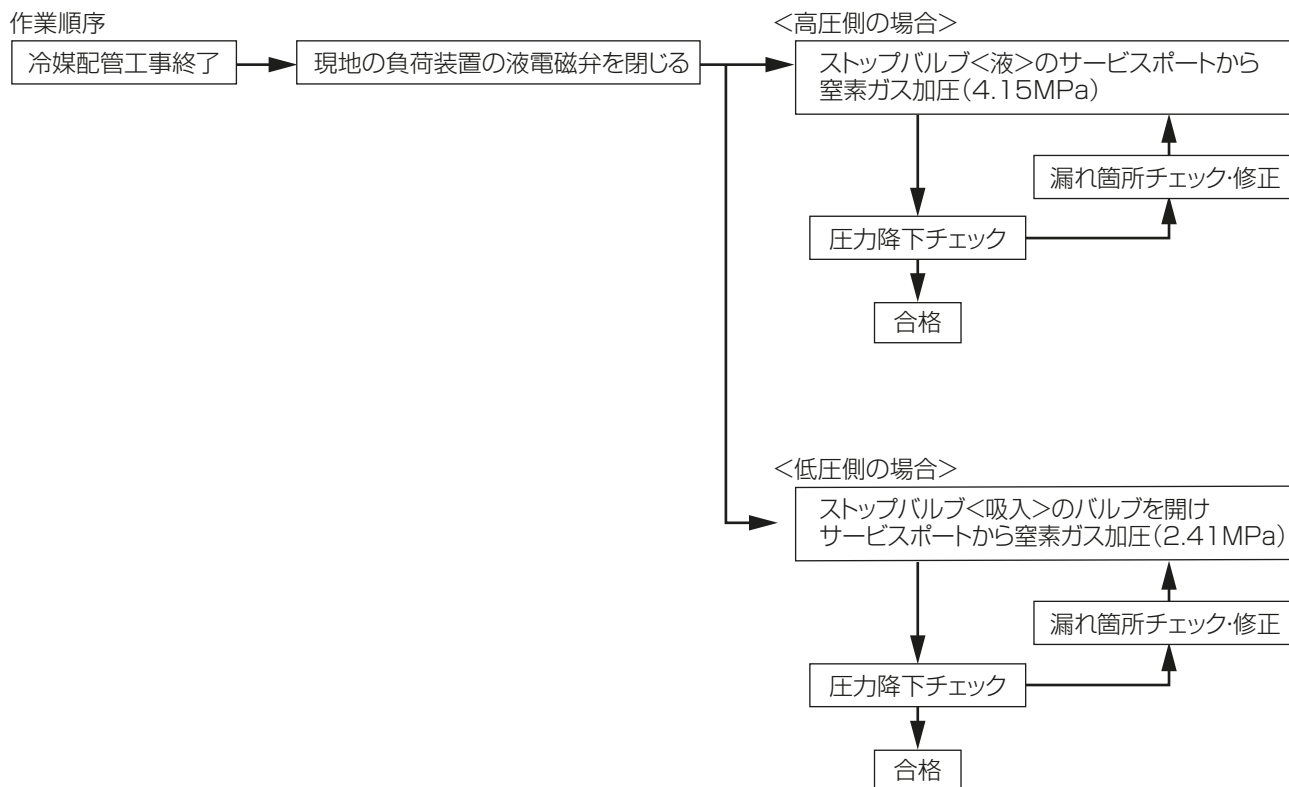 作業順序
冷媒配管工事終了
現地の負荷装置の液電磁弁を閉じる
<高圧側の場合>
ストップバルブ<液>のサービスポートから
窒素ガス加圧(4.15MPa)
漏れ箇所チェック・修正
圧力降下チェック
合格
<低圧側の場合>
ストップバルブ<吸入>のバルブを開け
サービスポートから窒素ガス加圧(2.41MPa)
漏れ箇所チェック・修正
圧力降下チェック
合格